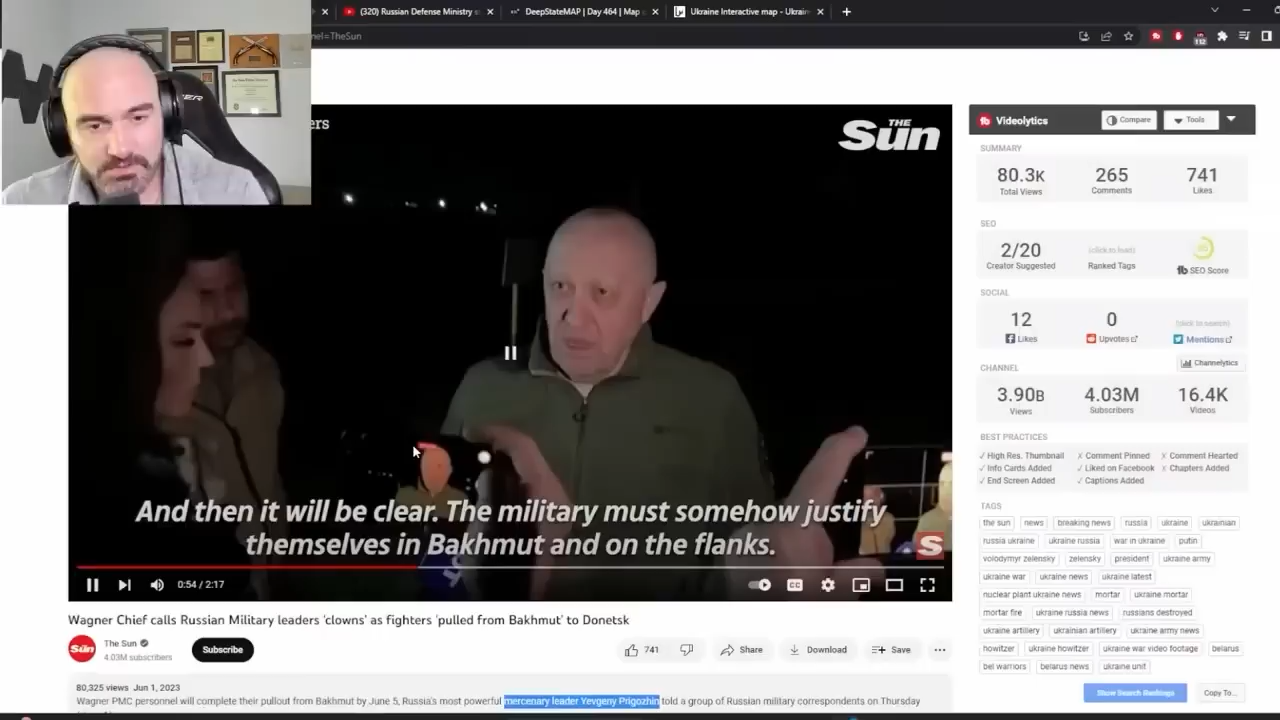 (320) Russian Defense Ministry
DeepStateMAP | Day 464 | Map
Ukraine Interactive map - Ukrain
nel=TheSun
112
ers
THE
Sun
And then it will be clear. The military must somehow justify
themselves in Bakhmut and on the flanks.
0:54 / 2:17
CC
Wagner Chief calls Russian Military leaders 'clowns' as fighters 'pulled from Bakhmut' to Donetsk
Sun
The Sun
4.03M subscribers
Subscribe
741
Share
Download
Save
80,325 views Jun 1, 2023
Wagner PMC personnel will complete their pullout from Bakhmut by June 5, Russia's most powerful mercenary leader Yevgeny Prigozhin told a group of Russian military correspondents on Thursday
Videolytics
Compare
Tools
SUMMARY
80.3K 265 741
Total Views Comments Likes
SEO
2/20
Creator Suggested Ranked Tags SEO Score
SOCIAL
12 0 (click to search)
Likes Upvotes Mentions
CHANNEL
Channelytics
3.90B 4.03M 16.4K
Views Subscribers Videos
BEST PRACTICES
✓ High Res. Thumbnail ✗ Comment Pinned ✗ Comment Hearted
✓ Info Cards Added ✓ Liked on Facebook ✗ Chapters Added
✓ End Screen Added ✓ Captions Added
TAGS
the sun news breaking news russia ukraine ukrainian
russia ukraine ukraine russia war in ukraine putin
volodymyr zelensky zelensky president ukraine army
ukraine war ukraine news ukraine latest
nuclear plant ukraine news mortar ukraine mortar
mortar fire ukraine russia news russians destroyed
ukraine artillery ukrainian artillery ukraine army news
howitzer ukraine howitzer ukraine war video footage belarus
bel warriors belarus news ukraine unit
Show Search Rankings Copy To...